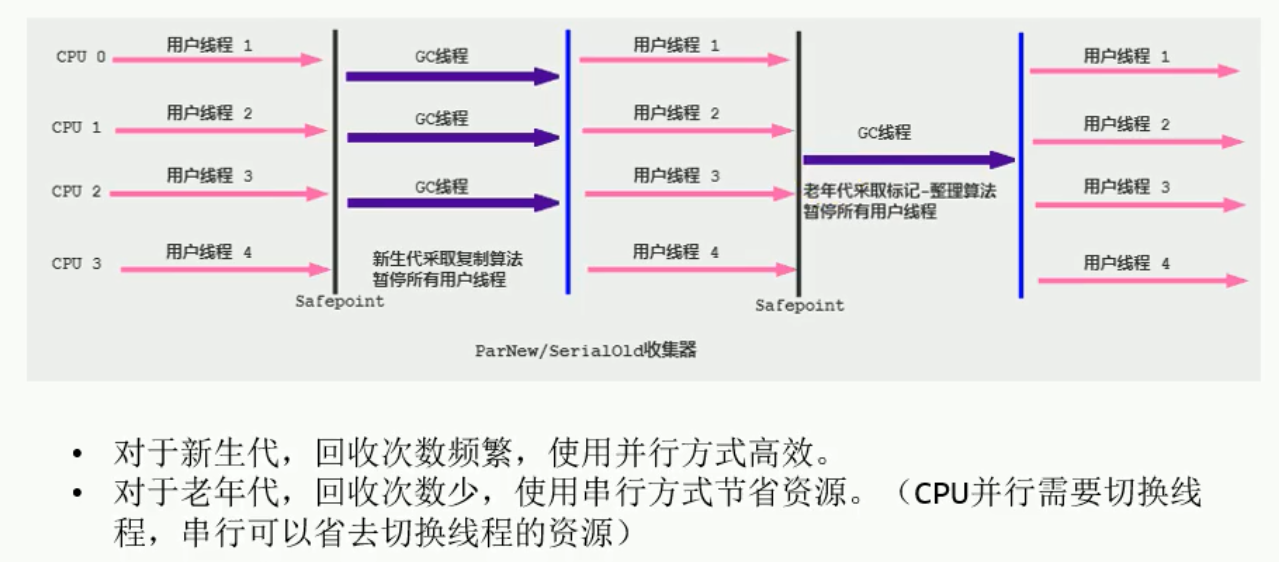 CPU 0
用户线程 1
GC线程
用户线程 1
用户线程 1
CPU 1
用户线程 2
GC线程
用户线程 2
GC线程
用户线程 2
CPU 2
用户线程 3
GC线程
用户线程 3
老年代采取标记-整理算法
暂停所有用户线程
用户线程 3
CPU 3
用户线程 4
新生代采取复制算法
暂停所有用户线程
用户线程 4
用户线程 4
Safepoint
Safepoint
ParNew/SerialOld收集器
• 对于新生代，回收次数频繁，使用并行方式高效。
• 对于老年代，回收次数少，使用串行方式节省资源。（CPU并行需要切换线
程，串行可以省去切换线程的资源）